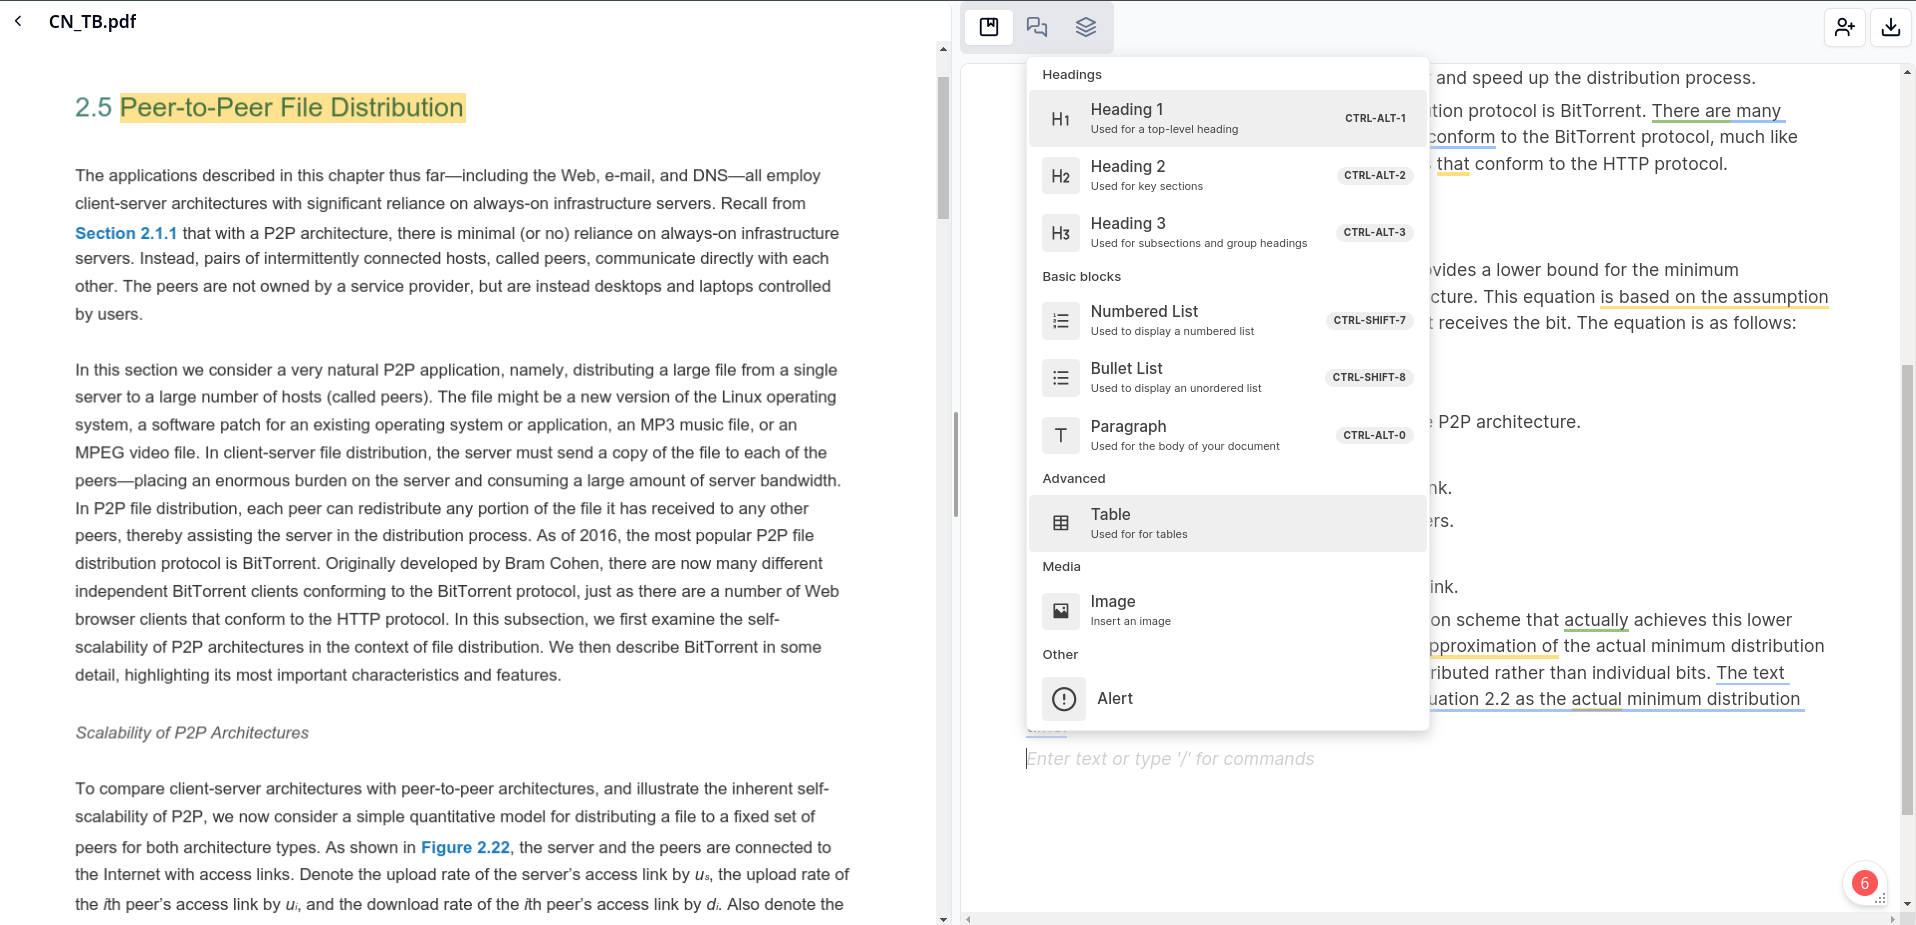 CN_TB.pdf
2.5 Peer-to-Peer File Distribution
The applications described in this chapter thus far—including the Web, e-mail, and DNS—all employ
client-server architectures with significant reliance on always-on infrastructure servers. Recall from
Section 2.1.1 that with a P2P architecture, there is minimal (or no) reliance on always-on infrastructure
servers. Instead, pairs of intermittently connected hosts, called peers, communicate directly with each
other. The peers are not owned by a service provider, but are instead desktops and laptops controlled
by users.
In this section we consider a very natural P2P application, namely, distributing a large file from a single
server to a large number of hosts (called peers). The file might be a new version of the Linux operating
system, a software patch for an existing operating system or application, an MP3 music file, or an
MPEG video file. In client-server file distribution, the server must send a copy of the file to each of the
peers—placing an enormous burden on the server and consuming a large amount of server bandwidth.
In P2P file distribution, each peer can redistribute any portion of the file it has received to any other
peers, thereby assisting the server in the distribution process. As of 2016, the most popular P2P file
distribution protocol is BitTorrent. Originally developed by Bram Cohen, there are now many different
independent BitTorrent clients conforming to the BitTorrent protocol, just as there are a number of Web
browser clients that conform to the HTTP protocol. In this subsection, we first examine the self-
scalability of P2P architectures in the context of file distribution. We then describe BitTorrent in some
detail, highlighting its most important characteristics and features.
Scalability of P2P Architectures
To compare client-server architectures with peer-to-peer architectures, and illustrate the inherent self-
scalability of P2P, we now consider a simple quantitative model for distributing a file to a fixed set of
peers for both architecture types. As shown in Figure 2.22, the server and the peers are connected to
the Internet with access links. Denote the upload rate of the server's access link by us, the upload rate of
the ith peer's access link by ui, and the download rate of the ith peer's access link by di. Also denote the
Headings
H1 Heading 1 CTRL-ALT-1
Used for a top-level heading
H2 Heading 2 CTRL-ALT-2
Used for key sections
H3 Heading 3 CTRL-ALT-3
Used for subsections and group headings
Basic blocks
Numbered List CTRL-SHIFT-7
Used to display a numbered list
Bullet List CTRL-SHIFT-8
Used to display an unordered list
Paragraph CTRL-ALT-0
Used for the body of your document
Advanced
Table
Used for for tables
Media
Image
Insert an image
Other
Alert
and speed up the distribution process.
tion protocol is BitTorrent. There are many
conform to the BitTorrent protocol, much like
that conform to the HTTP protocol.
vides a lower bound for the minimum
cture. This equation is based on the assumption
t receives the bit. The equation is as follows:
P2P architecture.
nk.
ers.
ink.
on scheme that actually achieves this lower
pproximation of the actual minimum distribution
ributed rather than individual bits. The text
uation 2.2 as the actual minimum distribution
Enter text or type '/' for commands
6